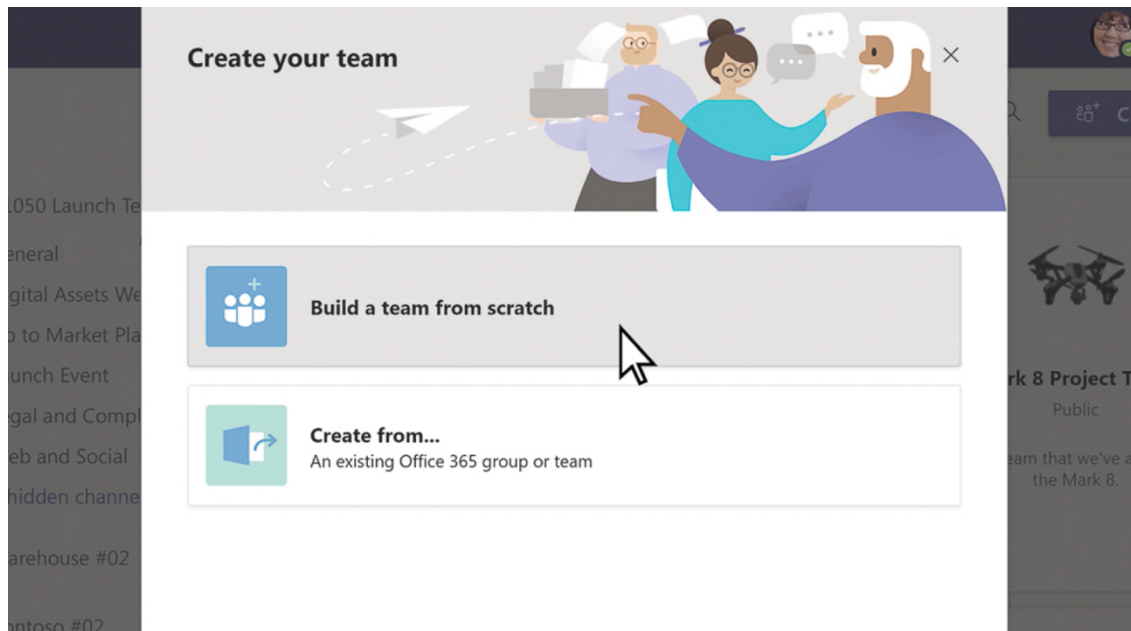 Create your team
Build a team from scratch
Create from...
An existing Office 365 group or team
1050 Launch Te
eneral
gital Assets We
o to Market Pla
unch Event
egal and Compl
eb and Social
hidden channe
arehouse #02
ontoso #02
C
rk 8 Project T
Public
eam that we've a
the Mark 8.